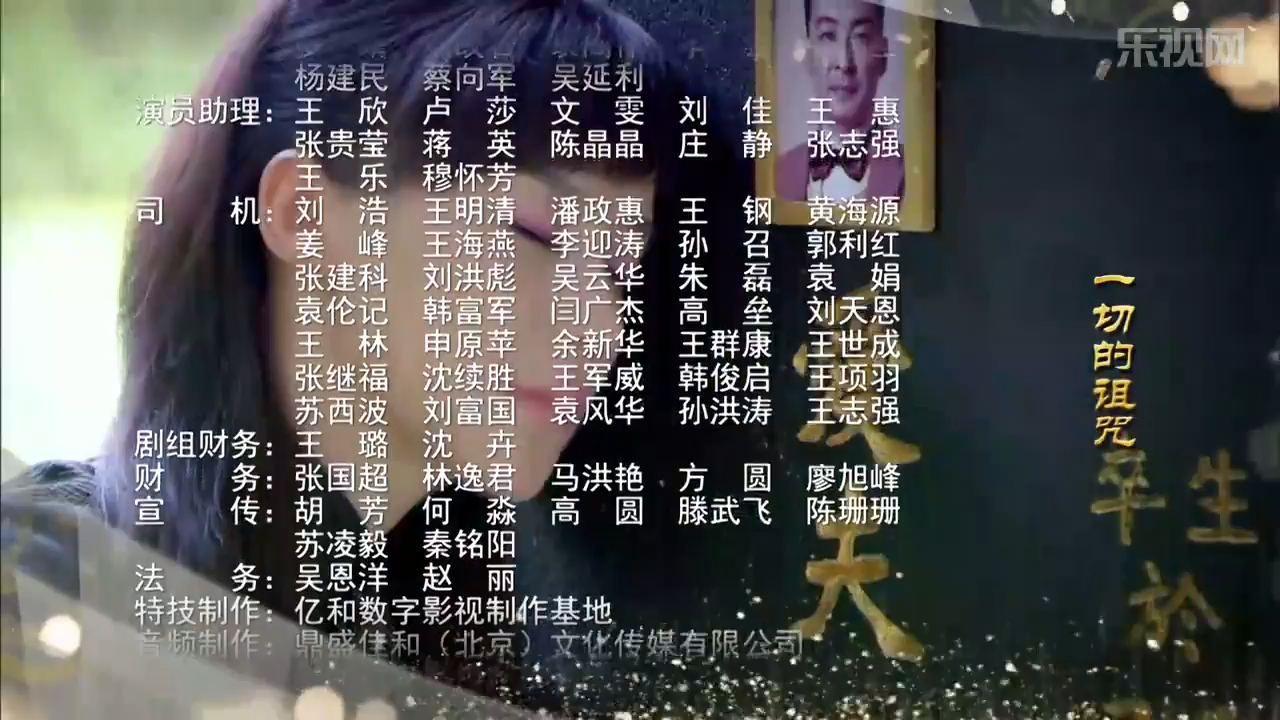 乐视网
杨建民 蔡向军 吴延利
演员助理：王欣 卢莎 文雯 刘佳 王惠
张贵莹 蒋英 陈晶晶 庄静 张志强
王乐 穆怀芳
司机：刘浩 王明清 潘政惠 王钢 黄海源
姜峰 王海燕 李迎涛 孙召 郭利红
张建科 刘洪彪 吴云华 朱磊 袁娟
袁伦记 韩富军 闫广杰 高垒 刘天恩
王林 申原苹 余新华 王群康 王世成
张继福 沈续胜 王军威 韩俊启 王项羽
苏西波 刘富国 袁风华 孙洪涛 王志强
剧组财务：王璐 沈卉
财务：张国超 林逸君 马洪艳 方圆 廖旭峰
宣传：胡芳 何淼 高圆 滕武飞 陈珊珊
苏凌毅 秦铭阳
法务：吴恩洋 赵丽
特技制作：亿和数字影视制作基地
音频制作：鼎盛佳和（北京）文化传媒有限公司
一切的诅咒
天
生於
卒